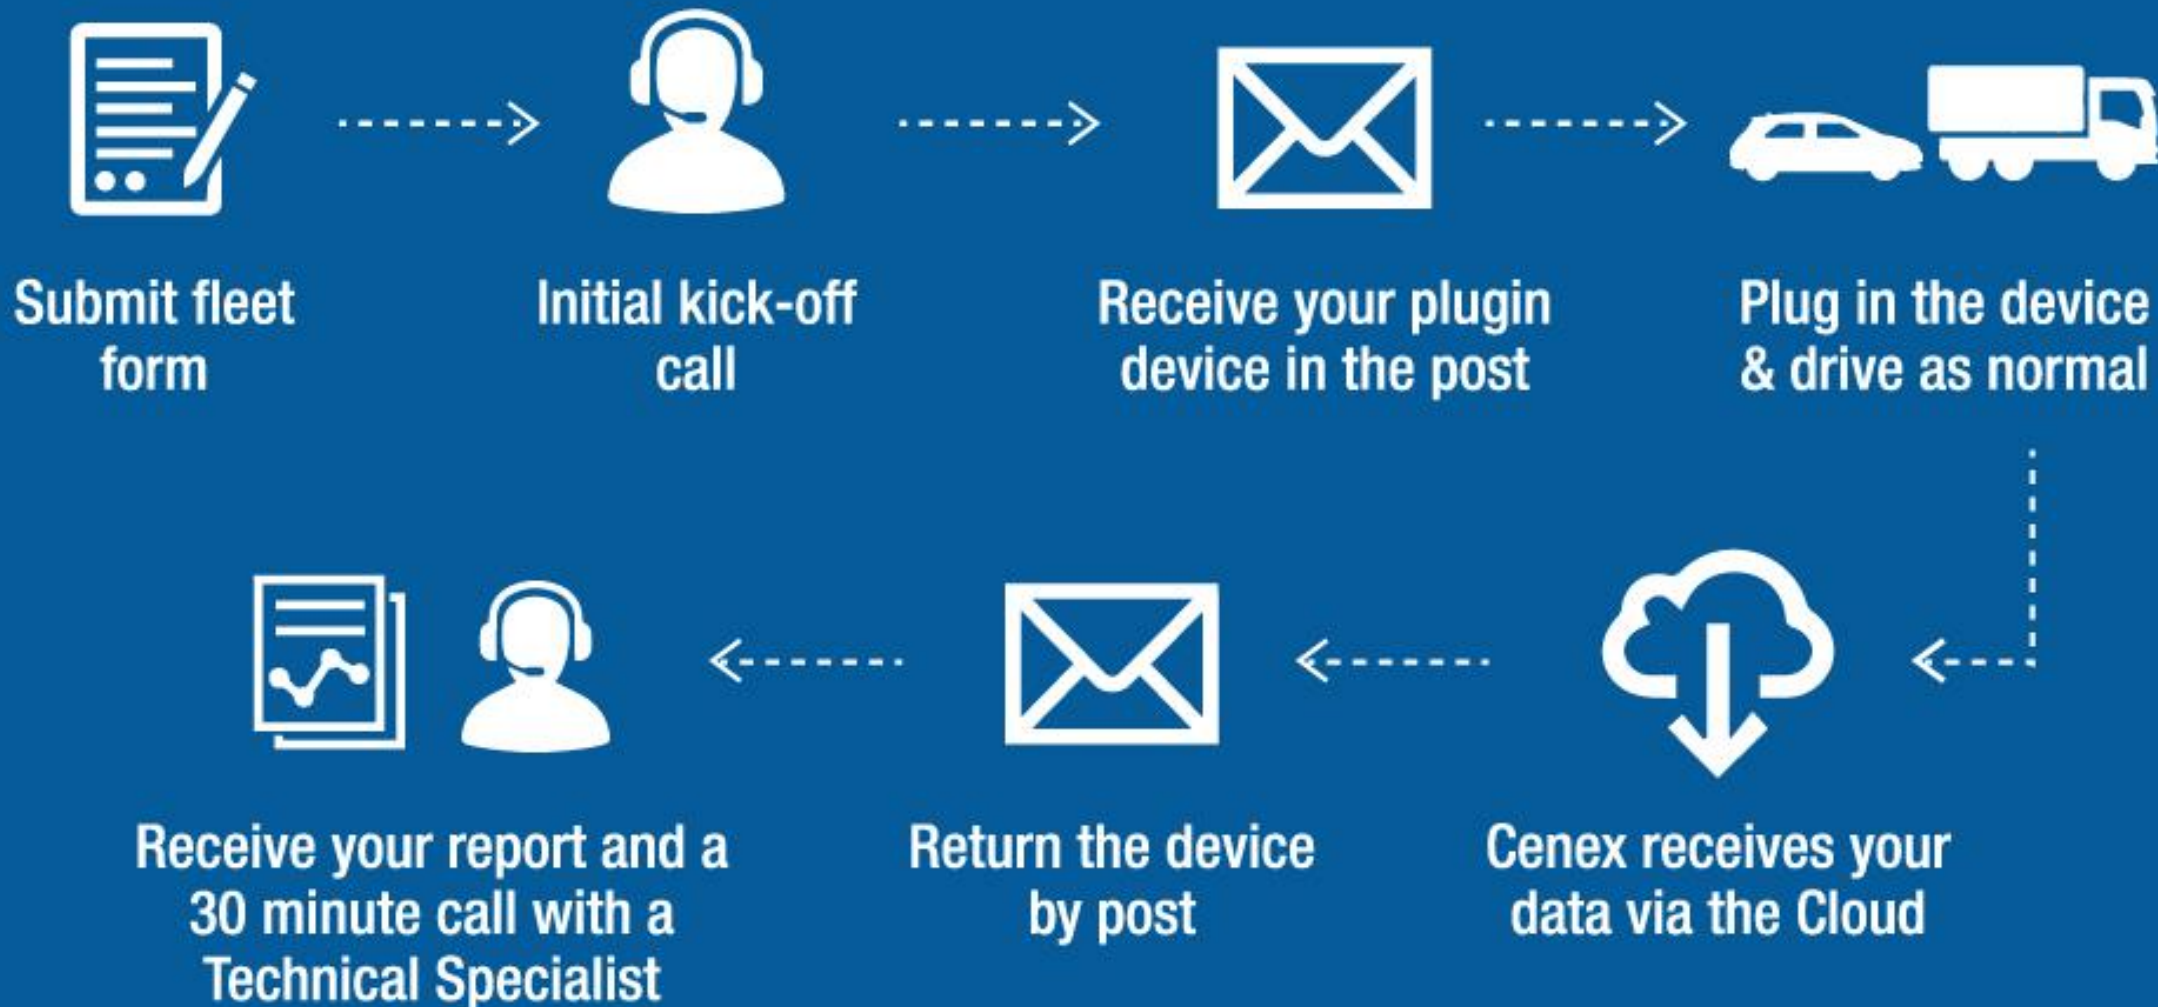 Submit fleet
form
Initial kick-off
call
Receive your plugin
device in the post
Plug in the device
& drive as normal
Cenex receives your
data via the Cloud
Return the device
by post
Receive your report and a
30 minute call with a
Technical Specialist